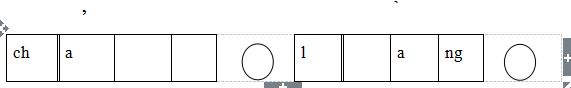 , `
ch a l a ng